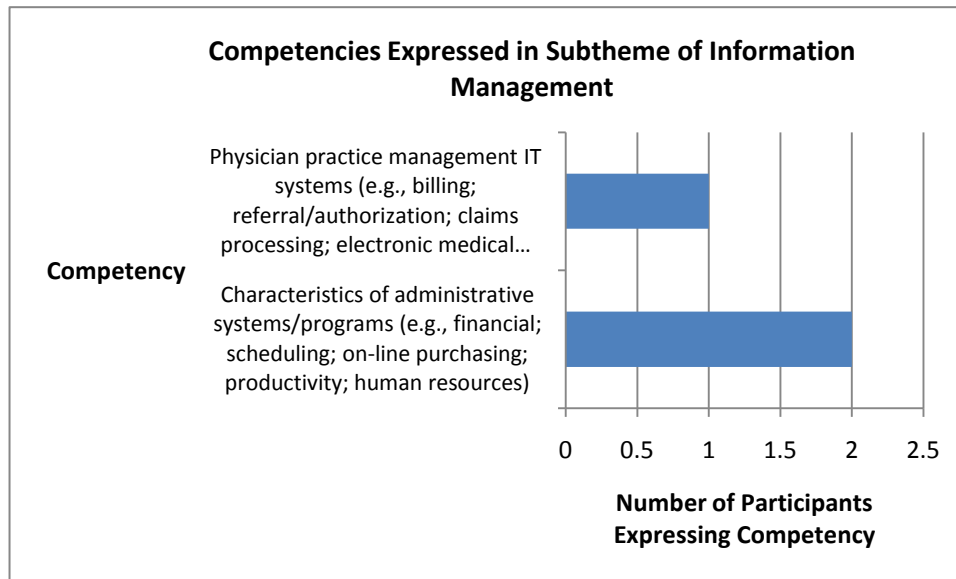 Competencies Expressed in Subtheme of Information
Management
Physician practice management IT
systems (e.g., billing;
referral/authorization; claims
processing; electronic medical…
Competency
Characteristics of administrative
systems/programs (e.g., financial;
scheduling; on-line purchasing;
productivity; human resources)
0 0.5 1 2 2.5
Number of Participants
Expressing Competency